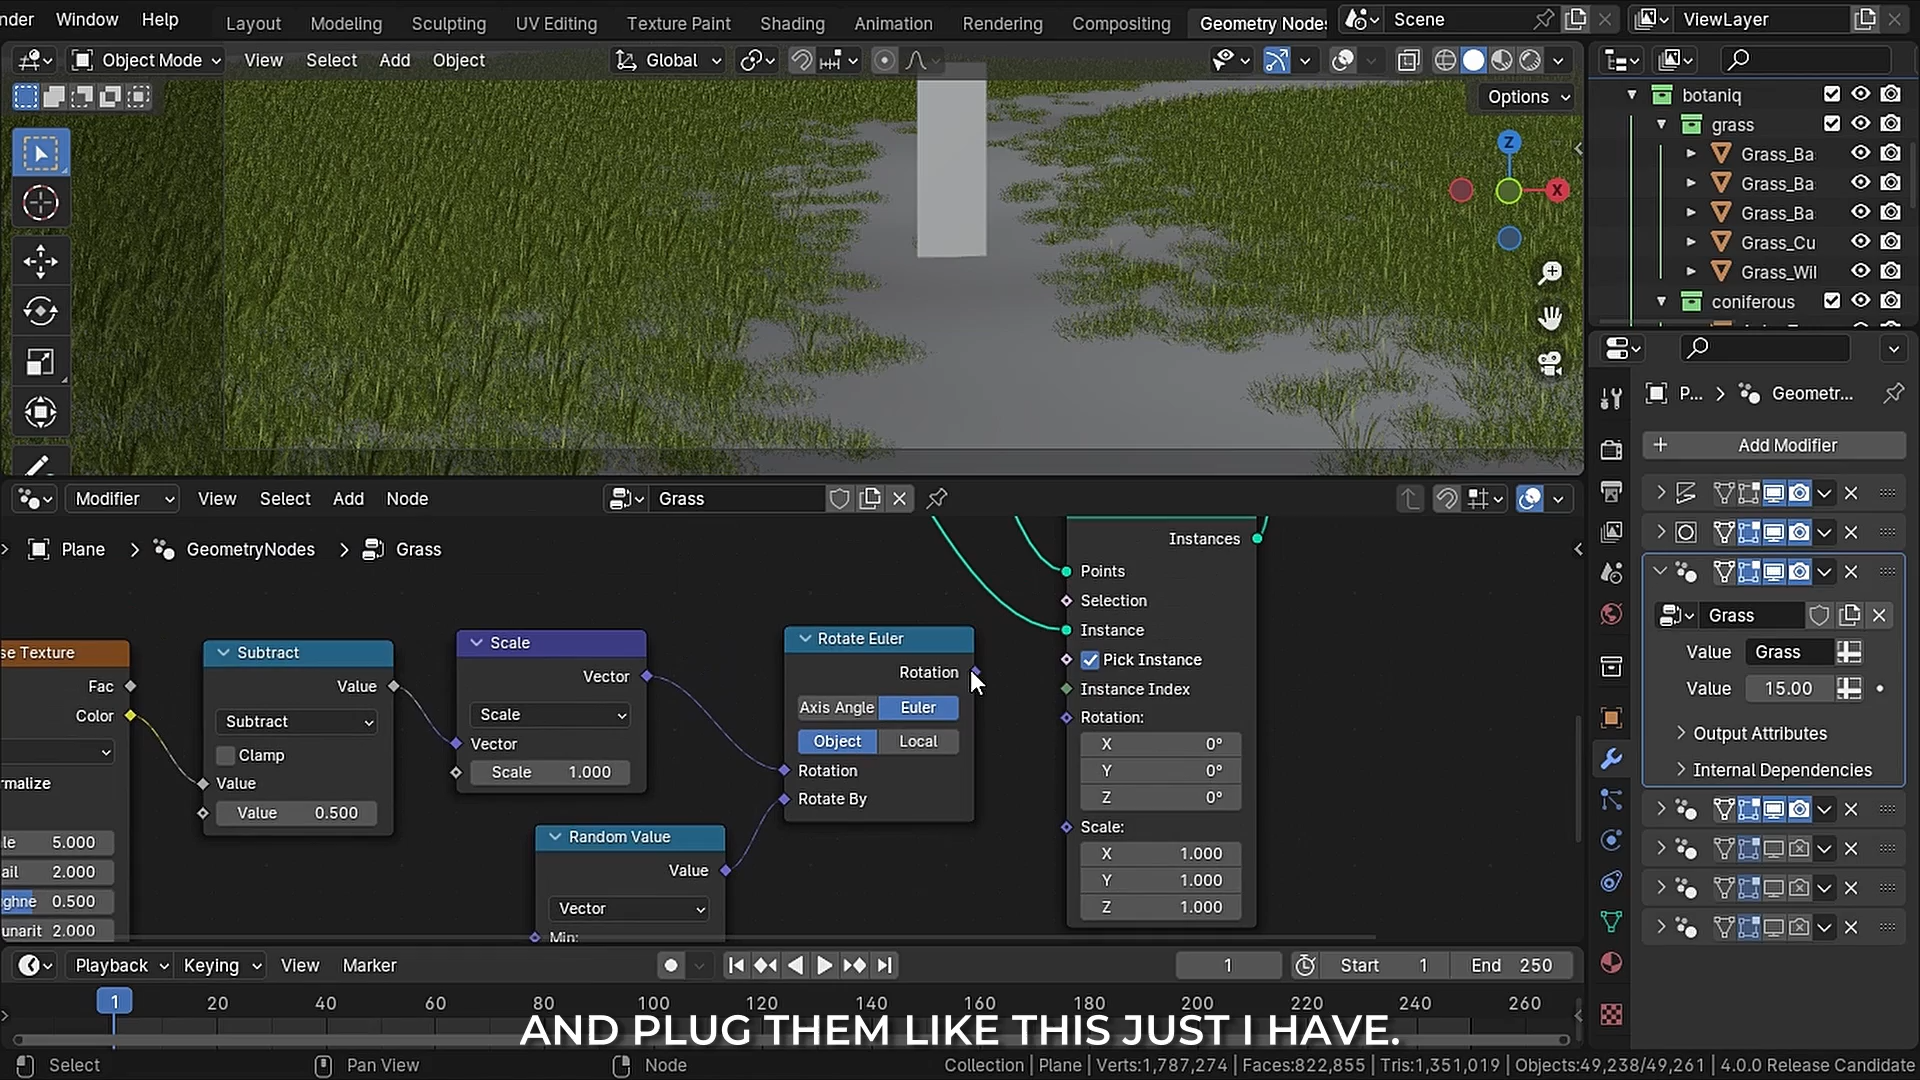 nder Window Help
Layout Modeling Sculpting UV Editing Texture Paint Shading Animation Rendering Compositing Geometry Nodes
Scene ViewLayer
Object Mode View Select Add Object
Global
Options
Z
X
botaniq
grass
Grass_Ba
Grass_Ba
Grass_Ba
Grass_Cu
Grass_Wil
coniferous
P... Geometr...
Add Modifier
Grass
Value Grass
Value 15.00
Output Attributes
Internal Dependencies
Modifier View Select Add Node
Grass
Plane GeometryNodes Grass
se Texture
Fac
Color
rmalize
le 5.000
ail 2.000
ghne 0.500
unarit 2.000
Subtract
Value
Subtract
Clamp
Value
Value 0.500
Scale
Vector
Scale
Vector
Scale 1.000
Random Value
Value
Vector
Min:
Rotate Euler
Rotation
Axis Angle Euler
Object Local
Rotation
Rotate By
Instances
Points
Selection
Instance
Pick Instance
Instance Index
Rotation:
X 0°
Y 0°
Z 0°
Scale:
X 1.000
Y 1.000
Z 1.000
Playback Keying View Marker
1
Start 1
End 250
1 20 40 60 80 100 120 140 160 180 200 220 240 260
AND PLUG THEM LIKE THIS JUST I HAVE.
Select Pan View Node
Collection | Plane | Verts:1,787,274 | Faces:822,855 | Tris:1,351,019 | Objects:49,238/49,261 | 4.0.0 Release Candidate